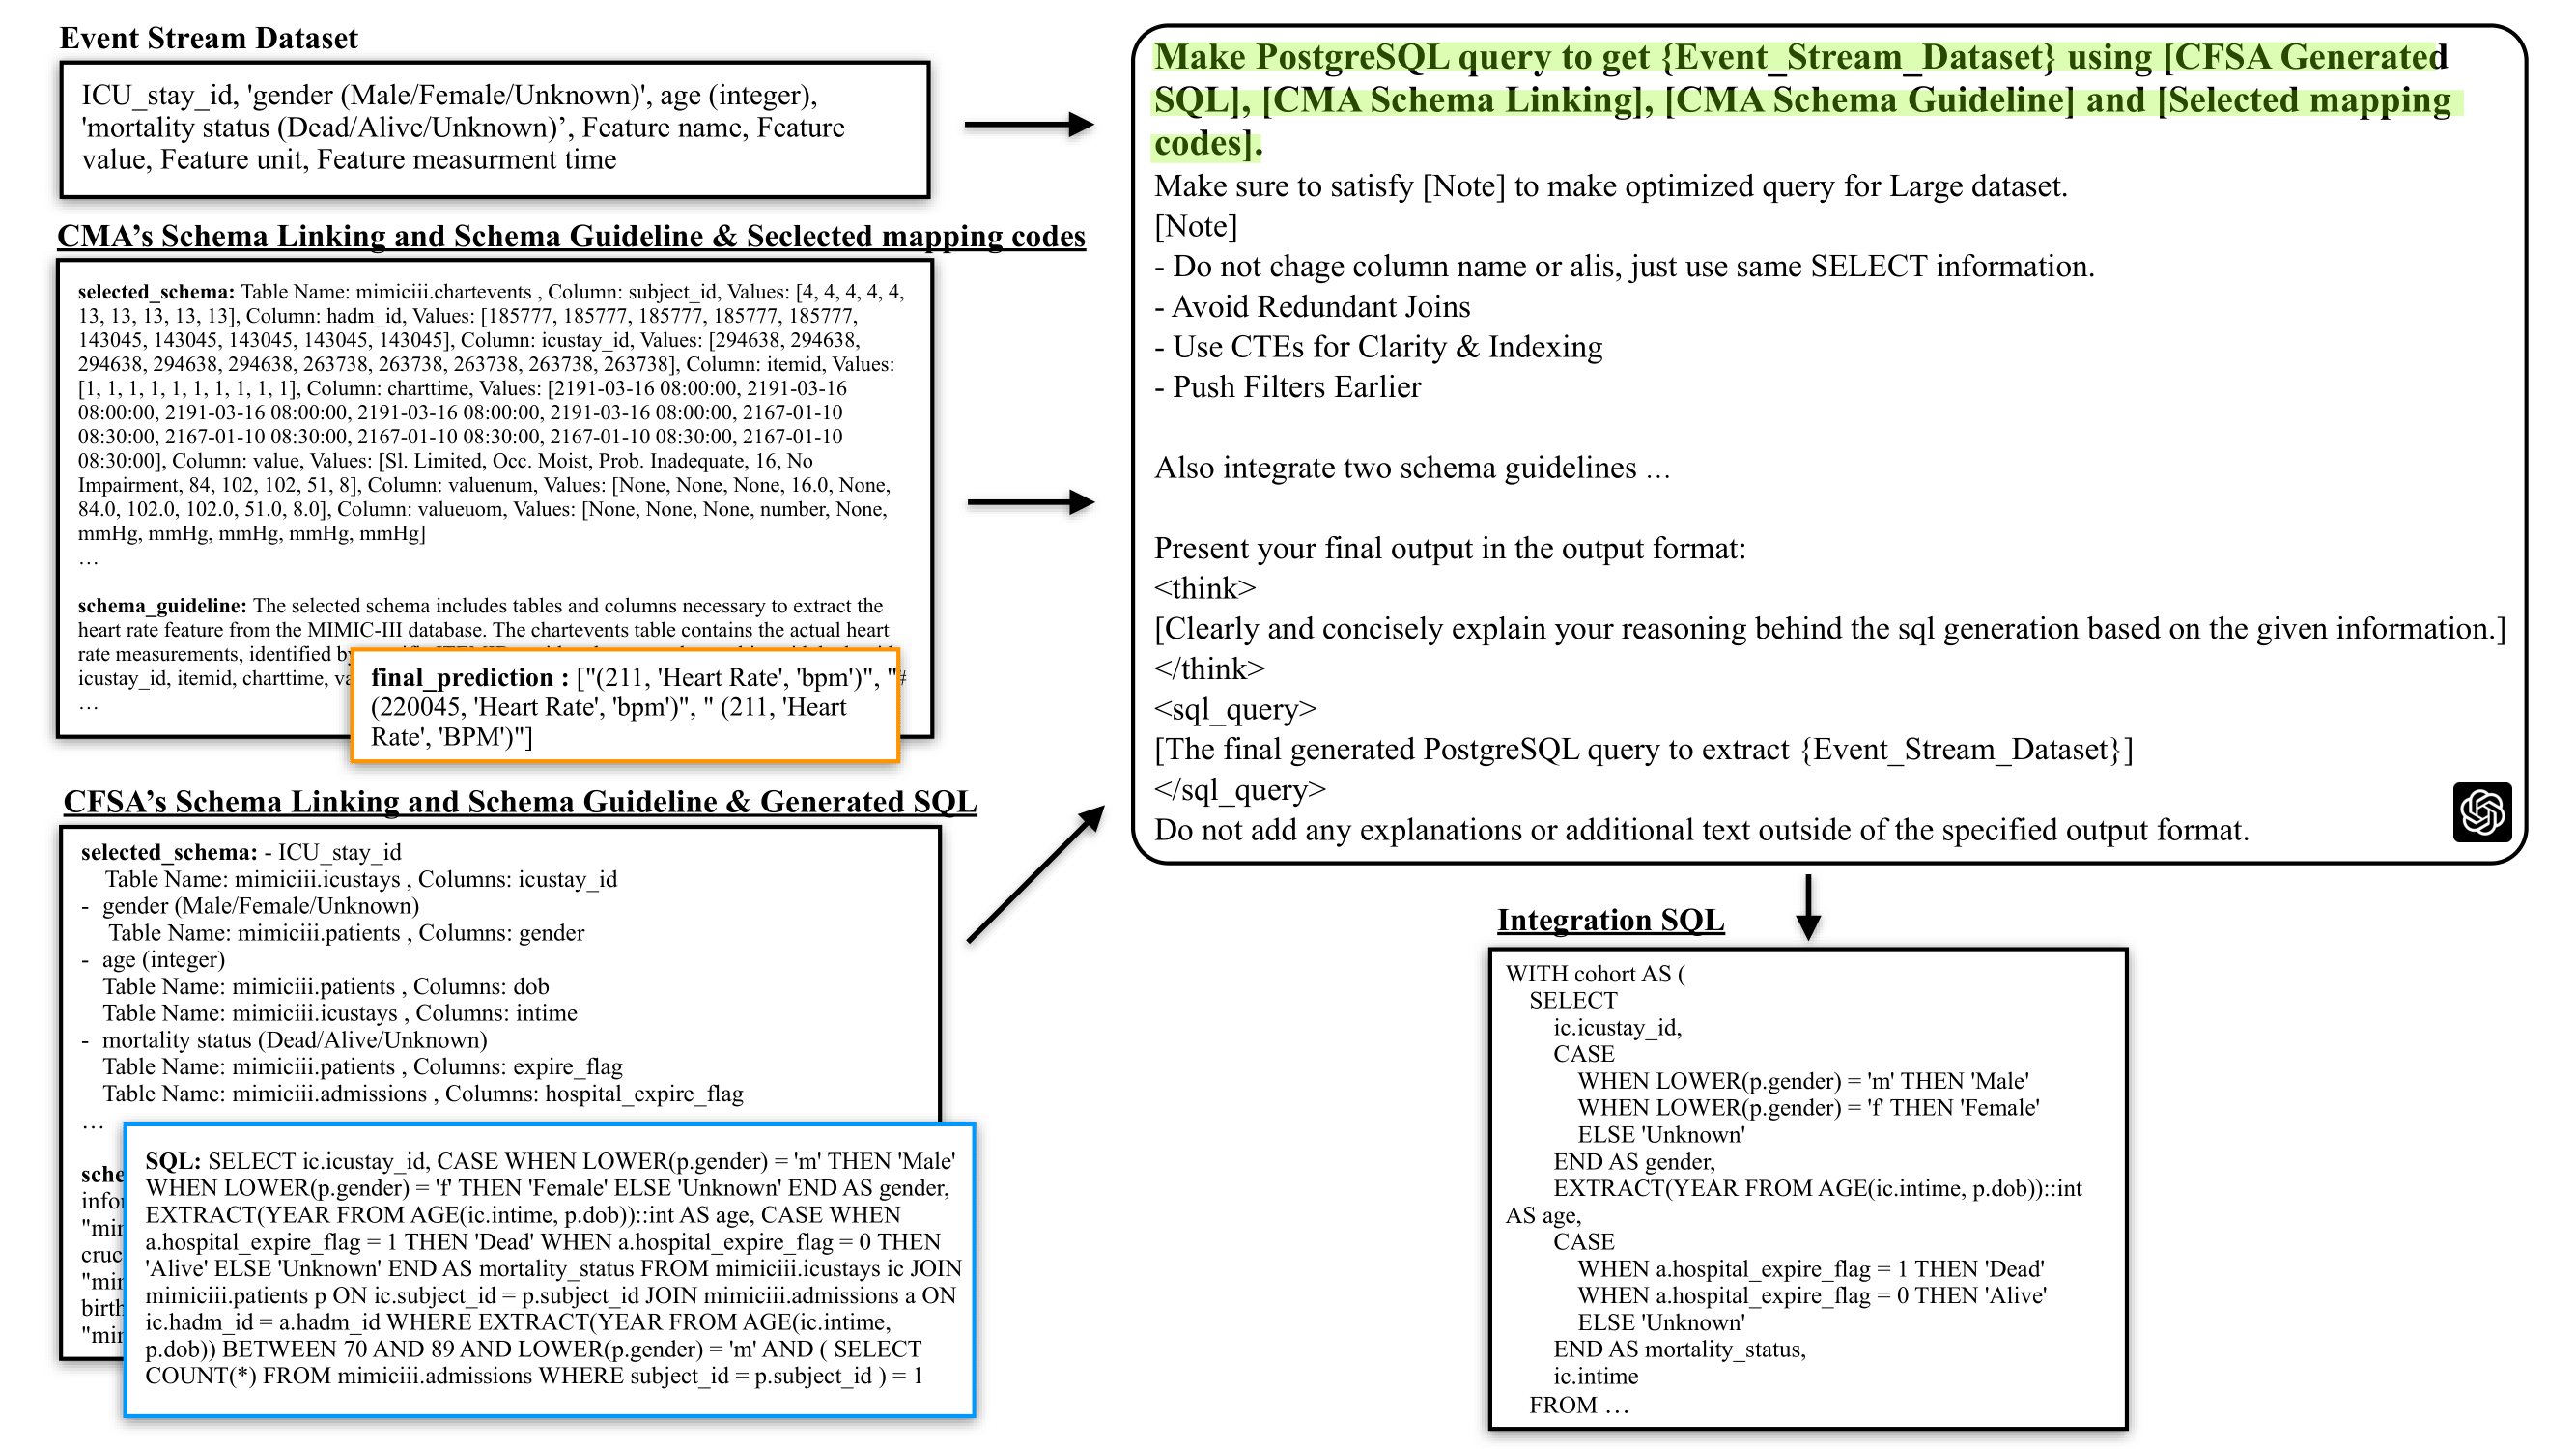 Event Stream Dataset
ICU_stay_id, 'gender (Male/Female/Unknown)', age (integer),
'mortality status (Dead/Alive/Unknown)’, Feature name, Feature
value, Feature unit, Feature measurment time
CMA’s Schema Linking and Schema Guideline & Seclected mapping codes
selected_schema: Table Name: mimiciii.chartevents , Column: subject_id, Values: [4, 4, 4, 4, 4,
13, 13, 13, 13, 13], Column: hadm_id, Values: [185777, 185777, 185777, 185777, 185777,
143045, 143045, 143045, 143045, 143045], Column: icustay_id, Values: [294638, 294638,
294638, 294638, 294638, 263738, 263738, 263738, 263738, 263738], Column: itemid, Values:
[1, 1, 1, 1, 1, 1, 1, 1, 1, 1], Column: charttime, Values: [2191-03-16 08:00:00, 2191-03-16
08:00:00, 2191-03-16 08:00:00, 2191-03-16 08:00:00, 2191-03-16 08:00:00, 2167-01-10
08:30:00, 2167-01-10 08:30:00, 2167-01-10 08:30:00, 2167-01-10 08:30:00, 2167-01-10
08:30:00], Column: value, Values: [Sl. Limited, Occ. Moist, Prob. Inadequate, 16, No
Impairment, 84, 102, 102, 51, 8], Column: valuenum, Values: [None, None, None, 16.0, None,
84.0, 102.0, 102.0, 51.0, 8.0], Column: valueuom, Values: [None, None, None, number, None,
mmHg, mmHg, mmHg, mmHg, mmHg]
…
schema_guideline: The selected schema includes tables and columns necessary to extract the
heart rate feature from the MIMIC-III database. The chartevents table contains the actual heart
rate measurements, identified by
icustay_id, itemid, charttime,
…
final_prediction : ["(211, 'Heart Rate', 'bpm')", "
(220045, 'Heart Rate', 'bpm')", " (211, 'Heart
Rate', 'BPM')"]
CFSA’s Schema Linking and Schema Guideline & Generated SQL
selected_schema: - ICU_stay_id
Table Name: mimiciii.icustays , Columns: icustay_id
- gender (Male/Female/Unknown)
Table Name: mimiciii.patients , Columns: gender
- age (integer)
Table Name: mimiciii.patients , Columns: dob
Table Name: mimiciii.icustays , Columns: intime
- mortality status (Dead/Alive/Unknown)
Table Name: mimiciii.patients , Columns: expire_flag
Table Name: mimiciii.admissions , Columns: hospital_expire_flag
…
SQL: SELECT ic.icustay_id, CASE WHEN LOWER(p.gender) = 'm' THEN 'Male'
WHEN LOWER(p.gender) = 'f' THEN 'Female' ELSE 'Unknown' END AS gender,
EXTRACT(YEAR FROM AGE(ic.intime, p.dob))::int AS age, CASE WHEN
a.hospital_expire_flag = 1 THEN 'Dead' WHEN a.hospital_expire_flag = 0 THEN
'Alive' ELSE 'Unknown' END AS mortality_status FROM mimiciii.icustays ic JOIN
mimiciii.patients p ON ic.subject_id = p.subject_id JOIN mimiciii.admissions a ON
ic.hadm_id = a.hadm_id WHERE EXTRACT(YEAR FROM AGE(ic.intime,
p.dob)) BETWEEN 70 AND 89 AND LOWER(p.gender) = 'm' AND ( SELECT
COUNT(*) FROM mimiciii.admissions WHERE subject_id = p.subject_id ) = 1
Make PostgreSQL query to get {Event_Stream_Dataset} using [CFSA Generated
SQL], [CMA Schema Linking], [CMA Schema Guideline] and [Selected mapping
codes].
Make sure to satisfy [Note] to make optimized query for Large dataset.
[Note]
- Do not chage column name or alis, just use same SELECT information.
- Avoid Redundant Joins
- Use CTEs for Clarity & Indexing
- Push Filters Earlier
Also integrate two schema guidelines …
Present your final output in the output format:
<think>
[Clearly and concisely explain your reasoning behind the sql generation based on the given information.]
</think>
<sql_query>
[The final generated PostgreSQL query to extract {Event_Stream_Dataset}]
</sql_query>
Do not add any explanations or additional text outside of the specified output format.
Integration SQL
WITH cohort AS (
SELECT
ic.icustay_id,
CASE
WHEN LOWER(p.gender) = 'm' THEN 'Male'
WHEN LOWER(p.gender) = 'f' THEN 'Female'
ELSE 'Unknown'
END AS gender,
EXTRACT(YEAR FROM AGE(ic.intime, p.dob))::int
AS age,
CASE
WHEN a.hospital_expire_flag = 1 THEN 'Dead'
WHEN a.hospital_expire_flag = 0 THEN 'Alive'
ELSE 'Unknown'
END AS mortality_status,
ic.intime
FROM …